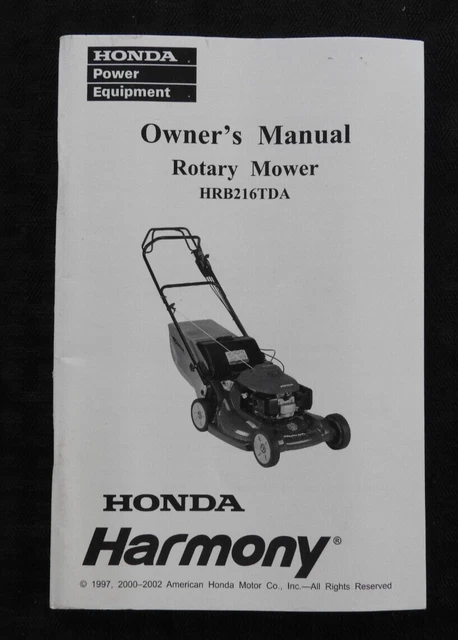 HONDA
Power
Equipment
Owner's Manual
Rotary Mower
HRB216TDA
HONDA
Harmony®
© 1997, 2000–2002 American Honda Motor Co., Inc.—All Rights Reserved